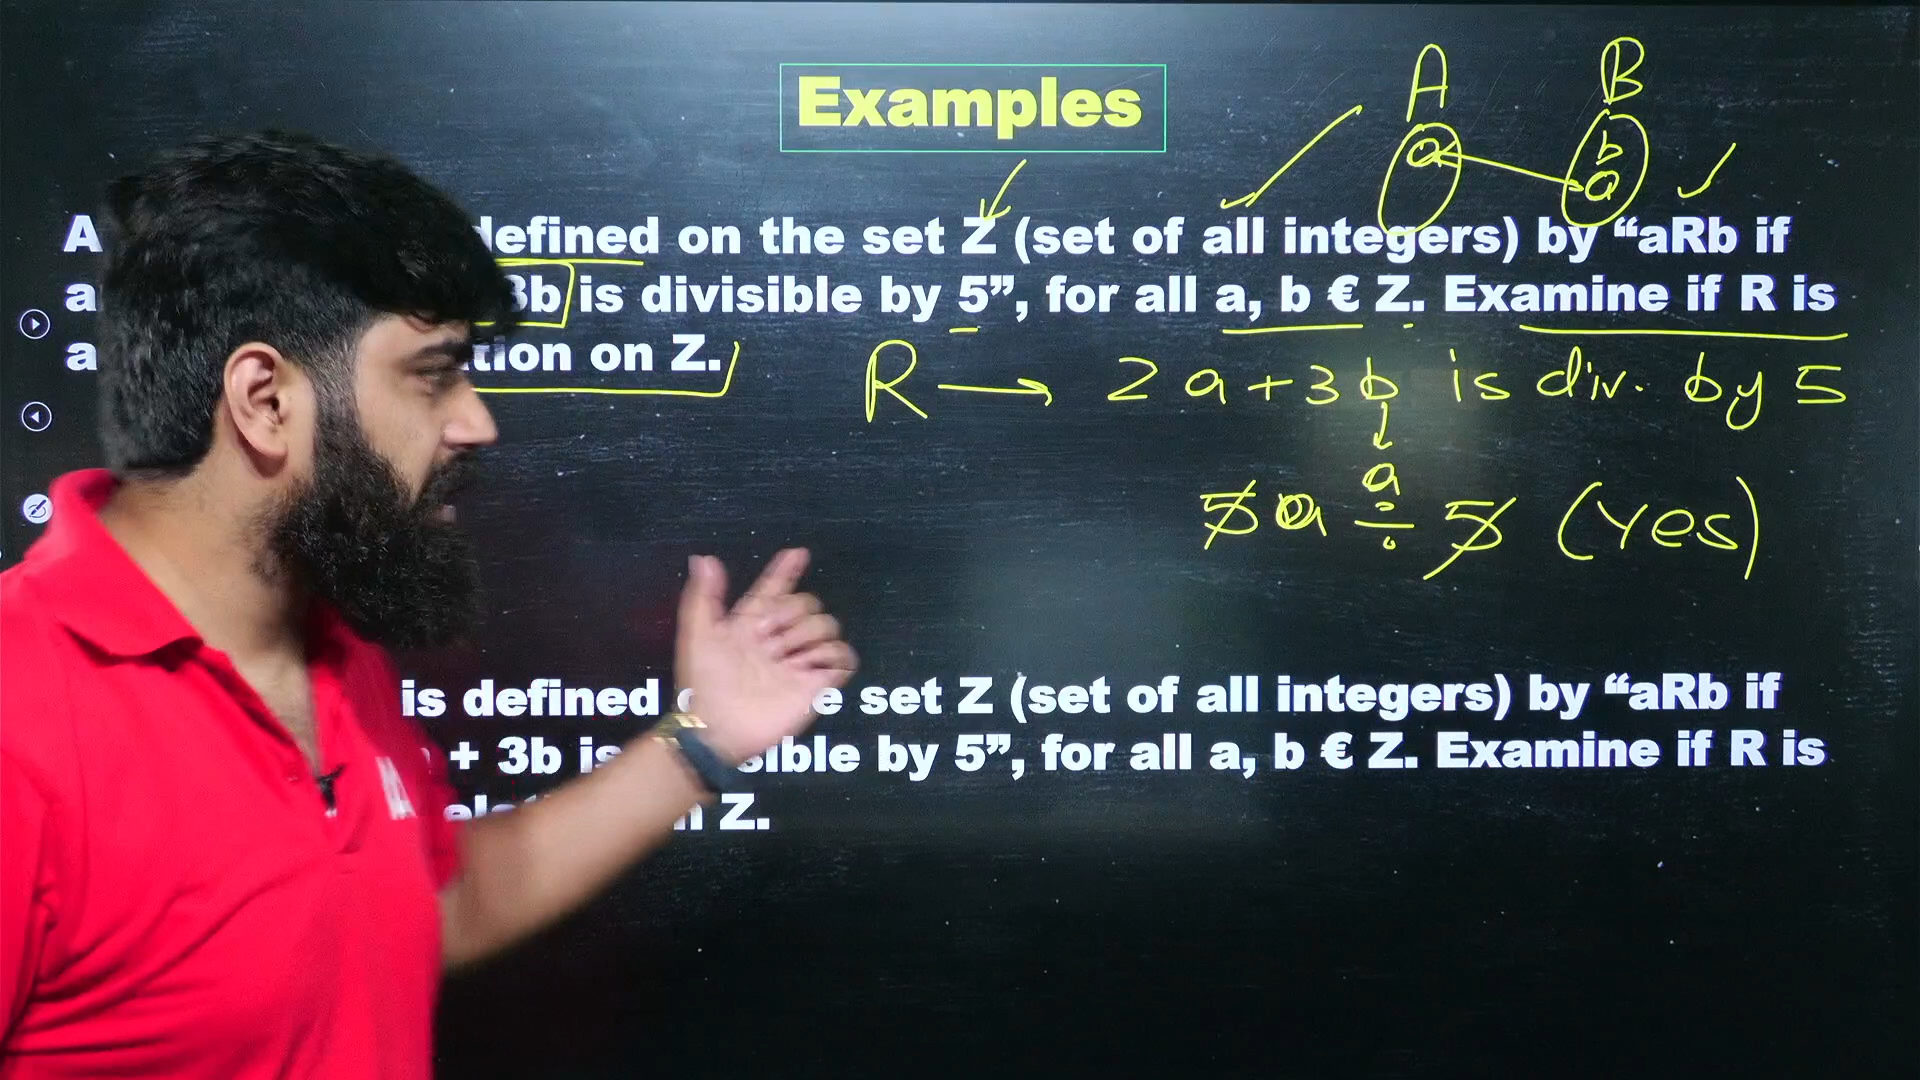 Examples
A B
a b
a
A defined on the set Z (set of all integers) by “aRb if
a 3b is divisible by 5”, for all a, b € Z. Examine if R is
a tion on Z.
R → 2a+3b is div. by 5
a
5 a ÷ 5 (Yes)
is defined set Z (set of all integers) by “aRb if
+ 3b is by 5”, for all a, b € Z. Examine if R is
Z.